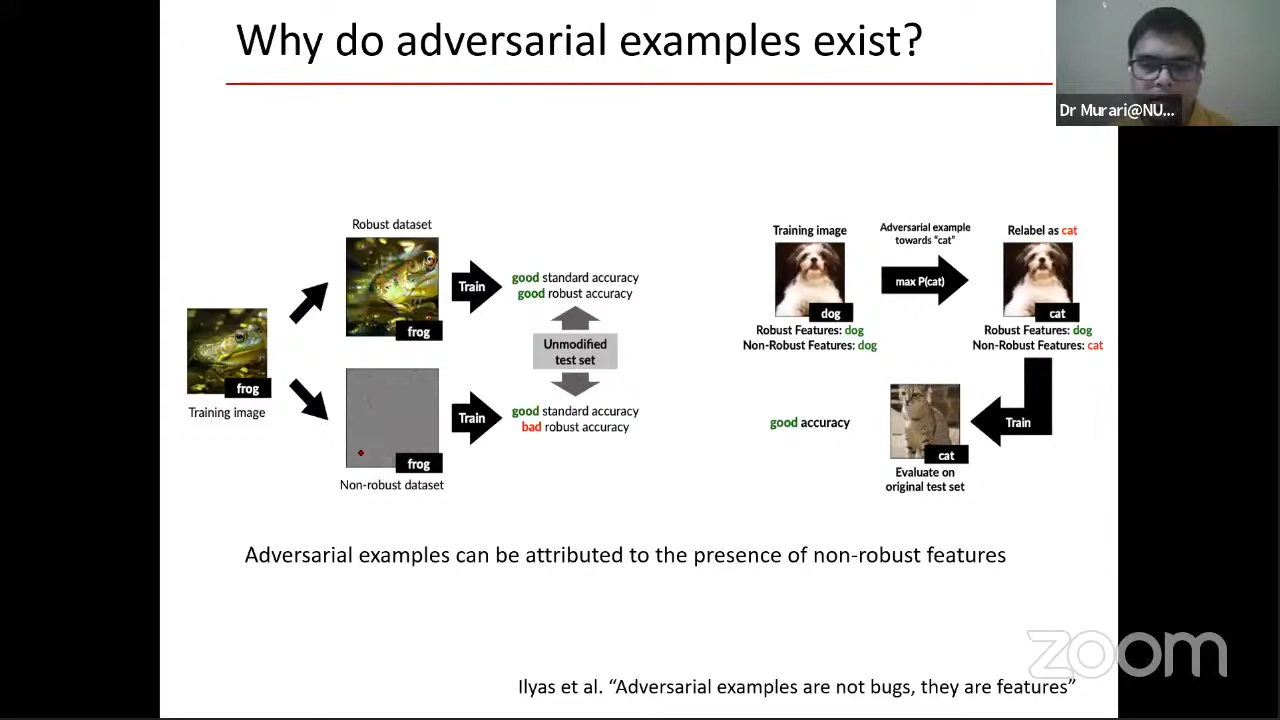 Why do adversarial examples exist?
Dr Murari@NU...
Robust dataset
frog
Train
good standard accuracy
good robust accuracy
Unmodified
test set
frog
Training image
frog
Non-robust dataset
Train
good standard accuracy
bad robust accuracy
Training image
dog
Robust Features: dog
Non-Robust Features: dog
Adversarial example
towards "cat"
max P(cat)
Relabel as cat
cat
Robust Features: dog
Non-Robust Features: cat
Train
good accuracy
cat
Evaluate on
original test set
Adversarial examples can be attributed to the presence of non-robust features
zoom
Ilyas et al. “Adversarial examples are not bugs, they are features”